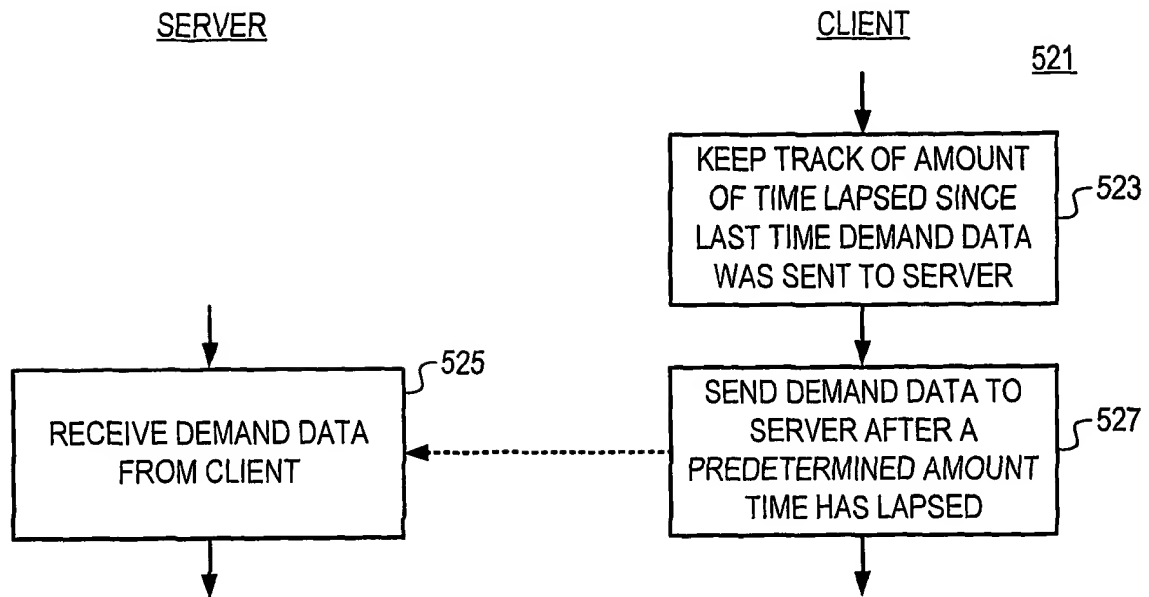 SERVER
CLIENT
521
KEEP TRACK OF AMOUNT
OF TIME LAPSED SINCE
LAST TIME DEMAND DATA
WAS SENT TO SERVER
523
RECEIVE DEMAND DATA
FROM CLIENT
525
SEND DEMAND DATA TO
SERVER AFTER A
PREDETERMINED AMOUNT
TIME HAS LAPSED
527